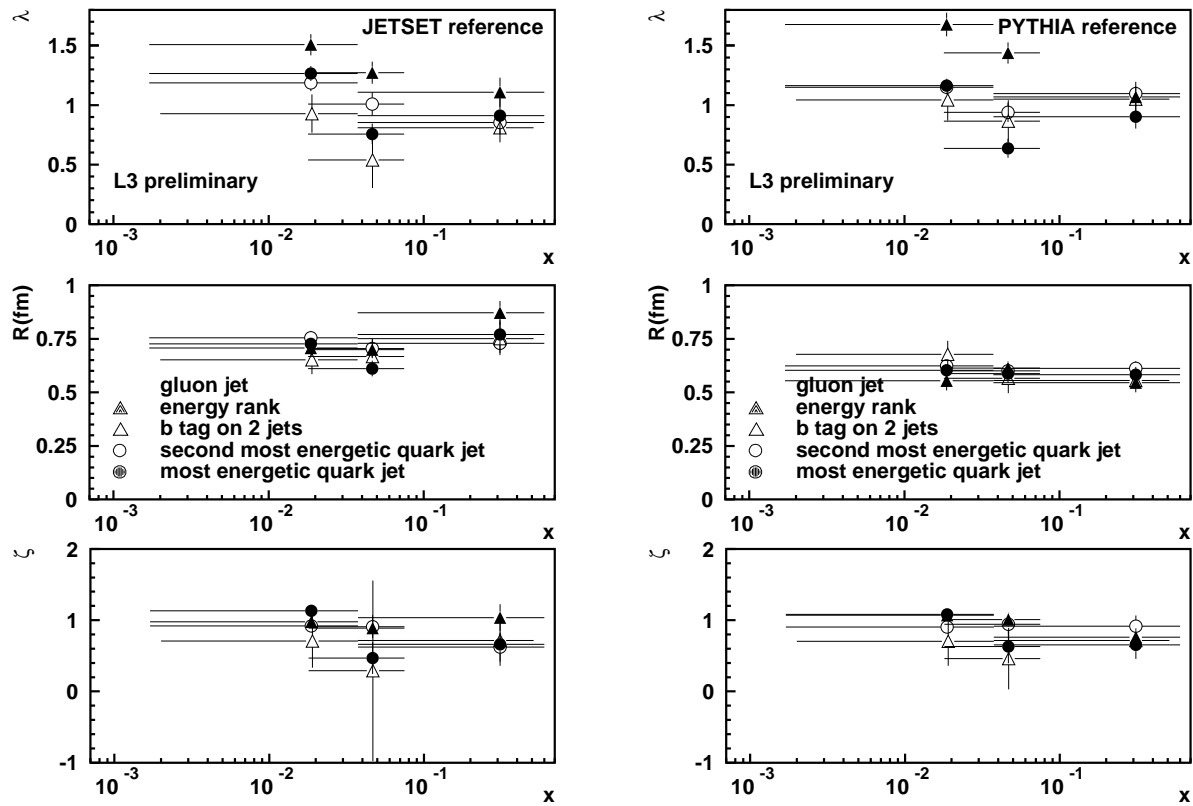 λ
JETSET reference
1.5
1
0.5
0
L3 preliminary
10-3
10-2
10-1
x
λ
PYTHIA reference
1.5
1
0.5
0
L3 preliminary
10-3
10-2
10-1
x
R(fm)
1
0.75
0.5
0.25
0
gluon jet
energy rank
b tag on 2 jets
second most energetic quark jet
most energetic quark jet
10-3
10-2
10-1
x
R(fm)
1
0.75
0.5
0.25
0
gluon jet
energy rank
b tag on 2 jets
second most energetic quark jet
most energetic quark jet
10-3
10-2
10-1
x
ζ
2
1
0
-1
10-3
10-2
10-1
x
ζ
2
1
0
-1
10-3
10-2
10-1
x